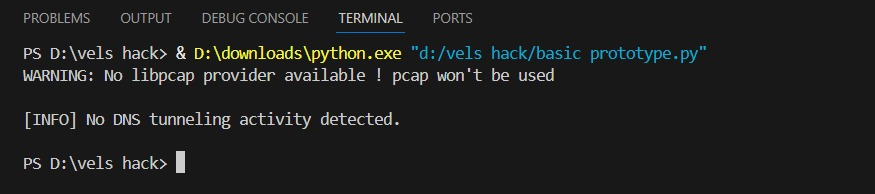 PROBLEMS OUTPUT DEBUG CONSOLE TERMINAL PORTS
PS D:\vels hack> & D:\downloads\python.exe "d:/vels hack/basic prototype.py"
WARNING: No libpcap provider available ! pcap won't be used
[INFO] No DNS tunneling activity detected.
PS D:\vels hack>